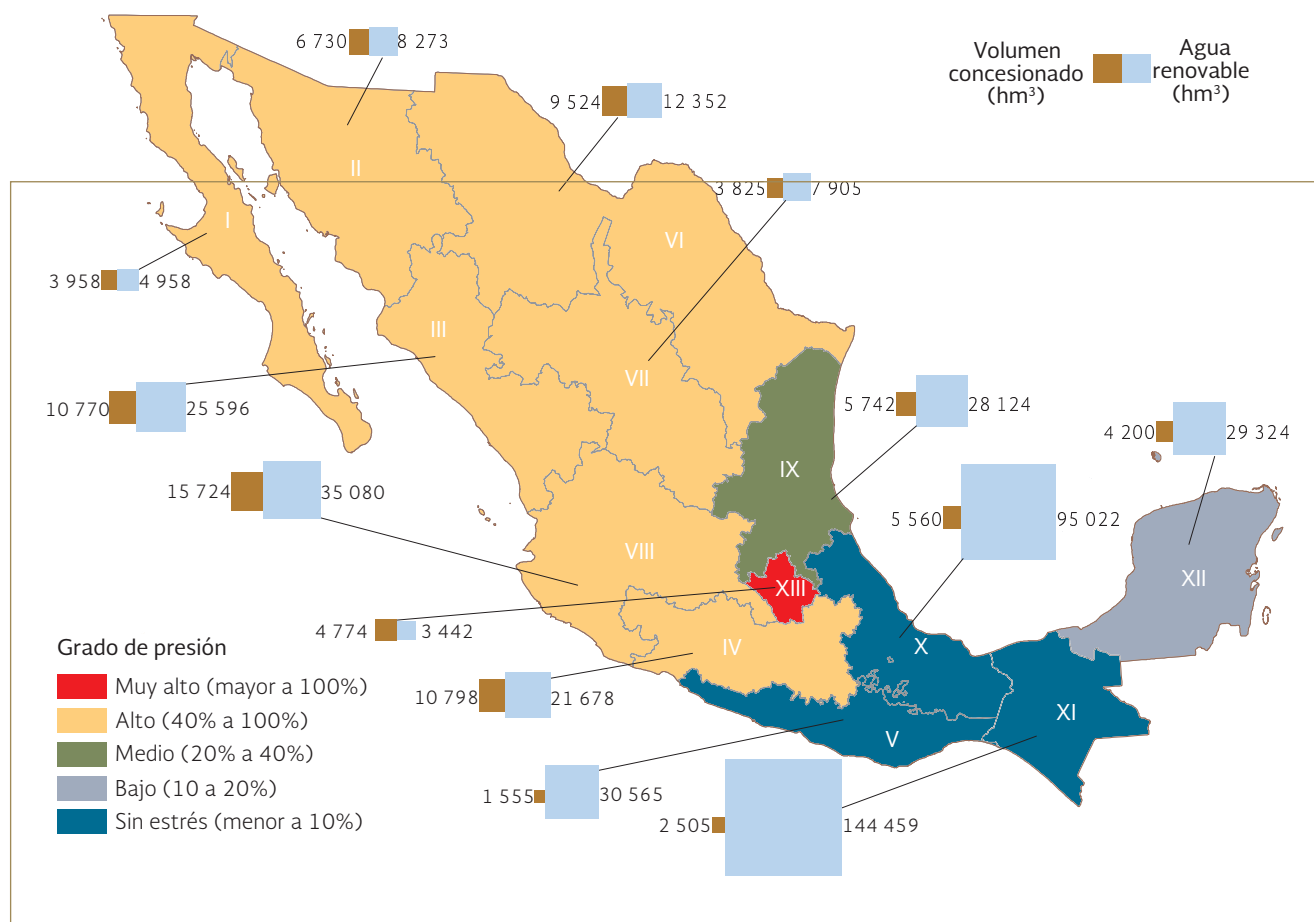 6 730 8 273
Volumen concesionado (hm³)
Agua renovable (hm³)
9 524 12 352
II
3 825 7 905
I
VI
3 958 4 958
III
VII
10 770 25 596
5 742 28 124
4 200 29 324
IX
15 724 35 080
5 560 95 022
VIII
XII
XIII
4 774 3 442
IV
X
10 798 21 678
XI
V
1 555 30 565
2 505 144 459
Grado de presión
Muy alto (mayor a 100%)
Alto (40% a 100%)
Medio (20% a 40%)
Bajo (10 a 20%)
Sin estrés (menor a 10%)